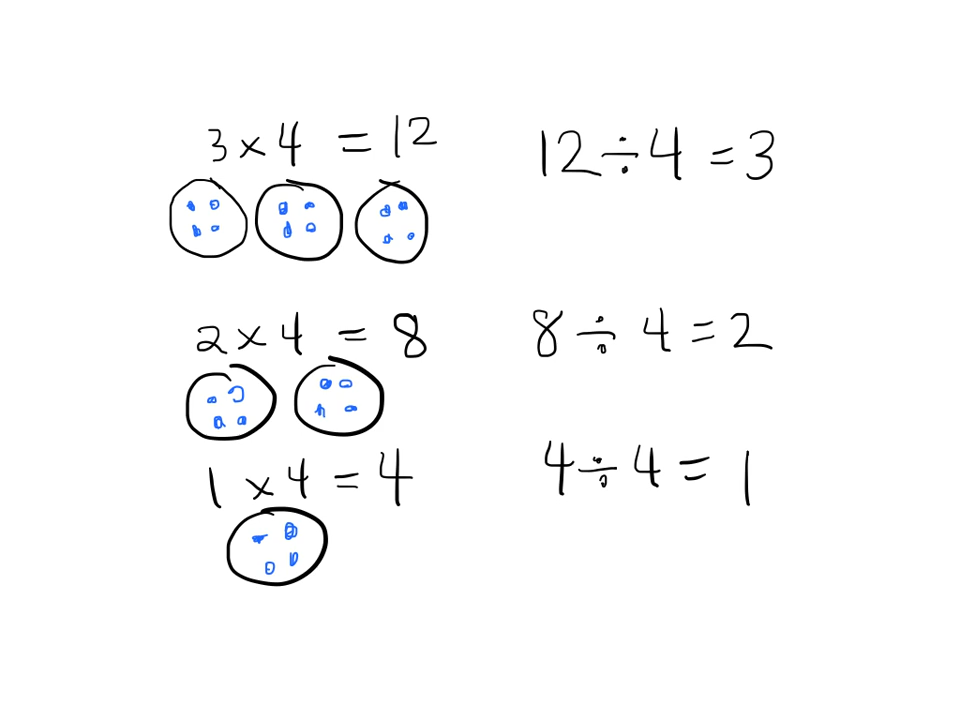 3 × 4 = 12
12 ÷ 4 = 3
2 × 4 = 8
8 ÷ 4 = 2
1 × 4 = 4
4 ÷ 4 = 1